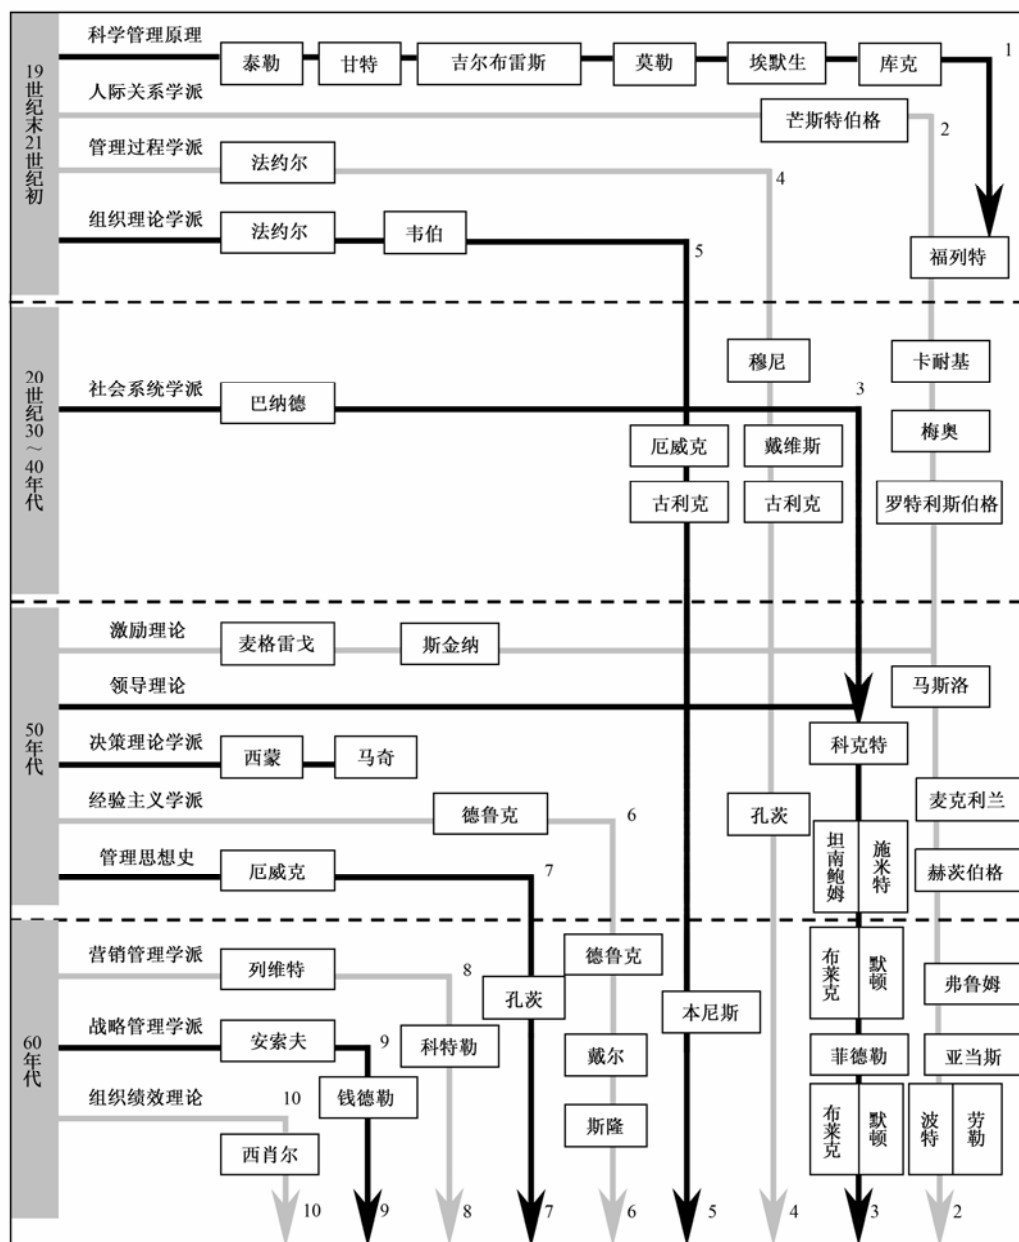 19世纪末21世纪初
科学管理原理
泰勒
甘特
吉尔布雷斯
莫勒
埃默生
库克
1
人际关系学派
芒斯特伯格
2
管理过程学派
法约尔
4
组织理论学派
法约尔
韦伯
5
福列特
20世纪30~40年代
穆尼
卡耐基
社会系统学派
巴纳德
3
梅奥
厄威克
戴维斯
古利克
古利克
罗特利斯伯格
50年代
激励理论
麦格雷戈
斯金纳
领导理论
马斯洛
决策理论学派
西蒙
马奇
科克特
经验主义学派
德鲁克
6
孔茨
麦克利兰
坦南鲍姆
施米特
管理思想史
厄威克
7
赫茨伯格
60年代
营销管理学派
列维特
8
孔茨
德鲁克
布莱克
默顿
弗鲁姆
战略管理学派
安索夫
9
科特勒
本尼斯
戴尔
菲德勒
亚当斯
组织绩效理论
10
钱德勒
斯隆
布莱克
默顿
波特
劳勒
西肖尔
10
9
8
7
6
5
4
3
2